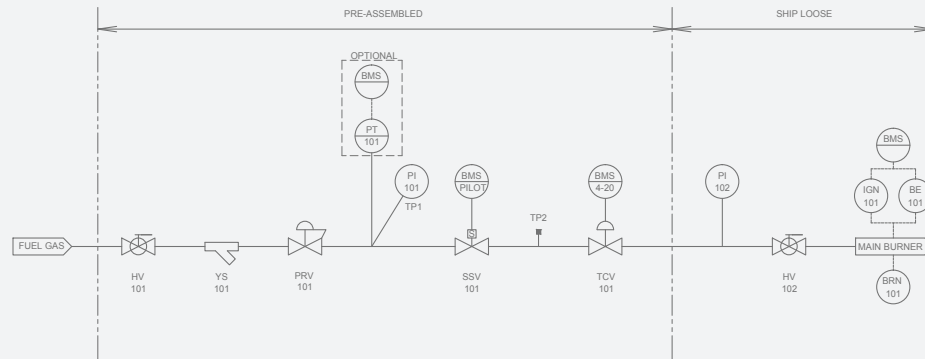 PRE-ASSEMBLED
SHIP LOOSE
OPTIONAL
BMS
PT
101
PI
101
TP1
BMS
PILOT
S
TP2
BMS
4-20
PI
102
BMS
IGN
101
BE
101
FUEL GAS
MAIN BURNER
HV
101
YS
101
PRV
101
SSV
101
TCV
101
HV
102
BRN
101